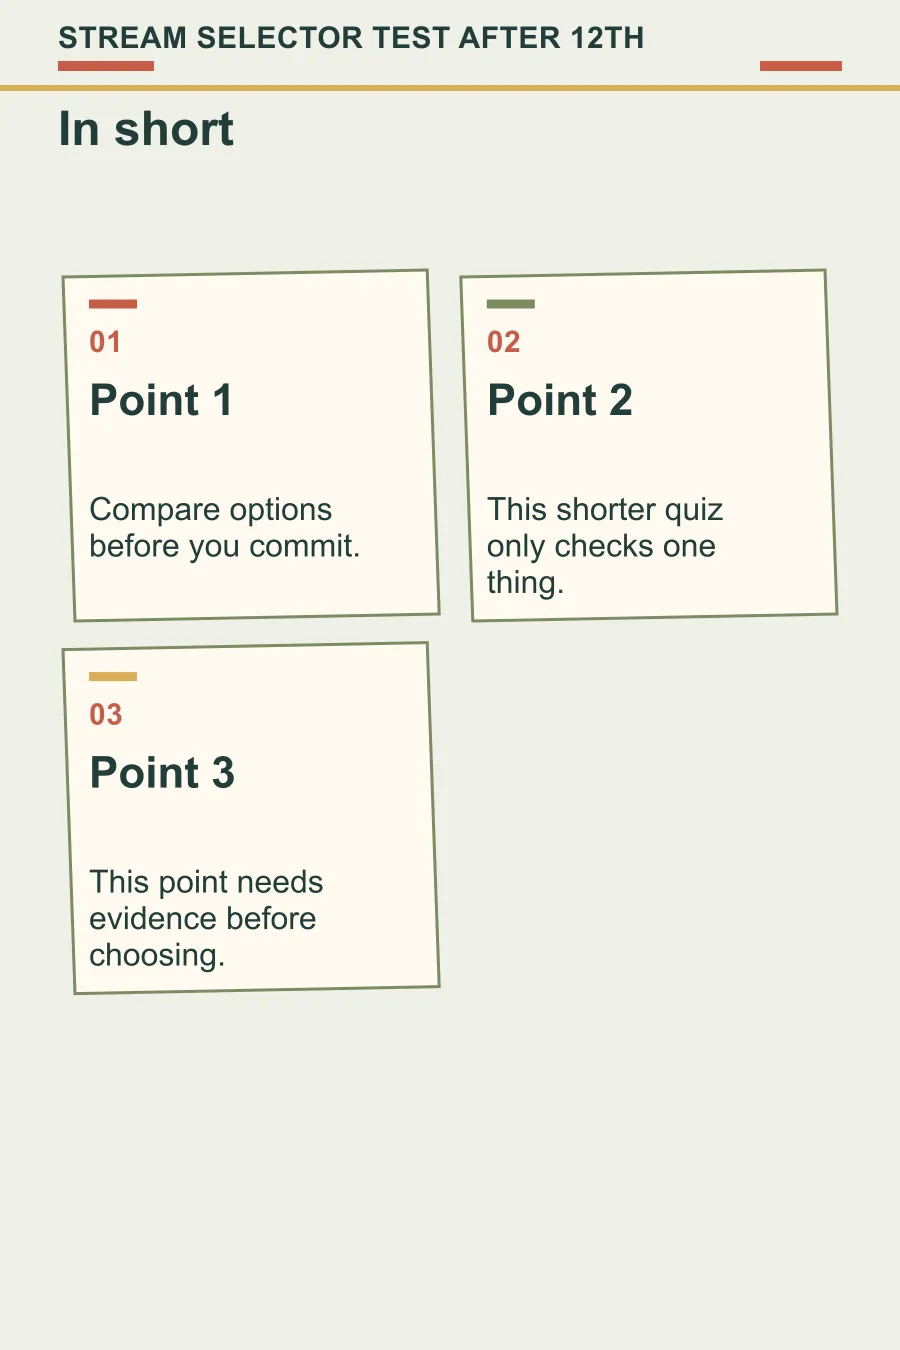 STREAM SELECTOR TEST AFTER 12TH
In short
01
Point 1
Compare options
before you commit.
02
Point 2
This shorter quiz
only checks one
thing.
03
Point 3
This point needs
evidence before
choosing.